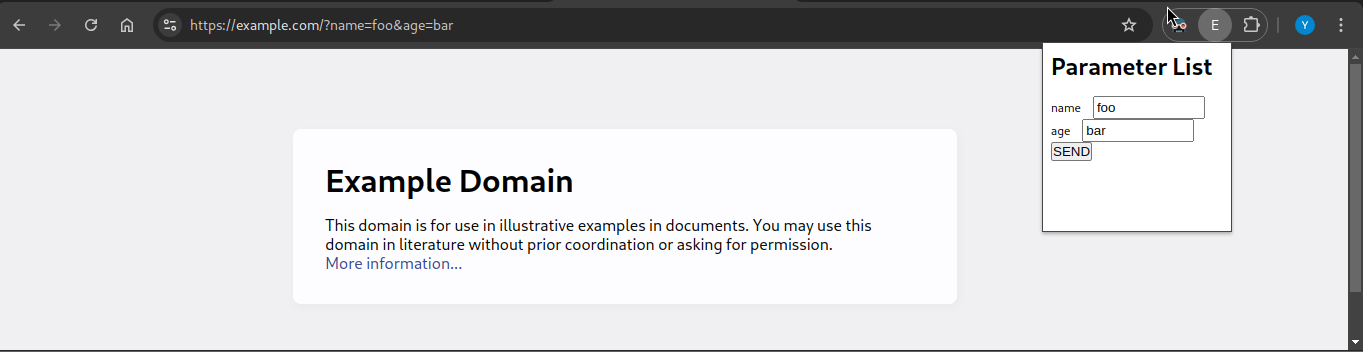 https://example.com/?name=foo&age=bar
E
Y
Parameter List
name foo
age bar
SEND
Example Domain
This domain is for use in illustrative examples in documents. You may use this
domain in literature without prior coordination or asking for permission.
More information...